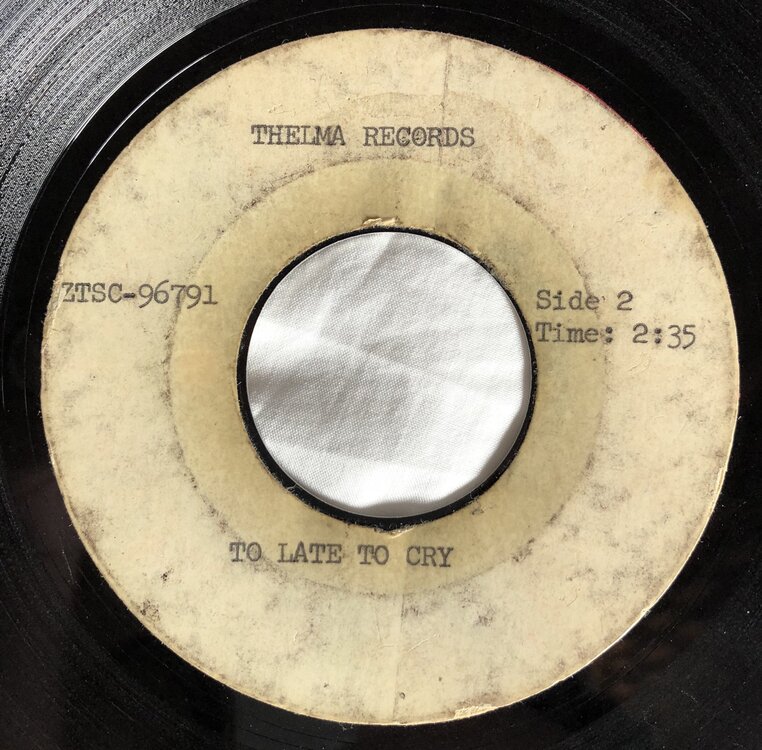 THELMA RECORDS
ZTSC-96791
Side 2
Time: 2:35
TO LATE TO CRY